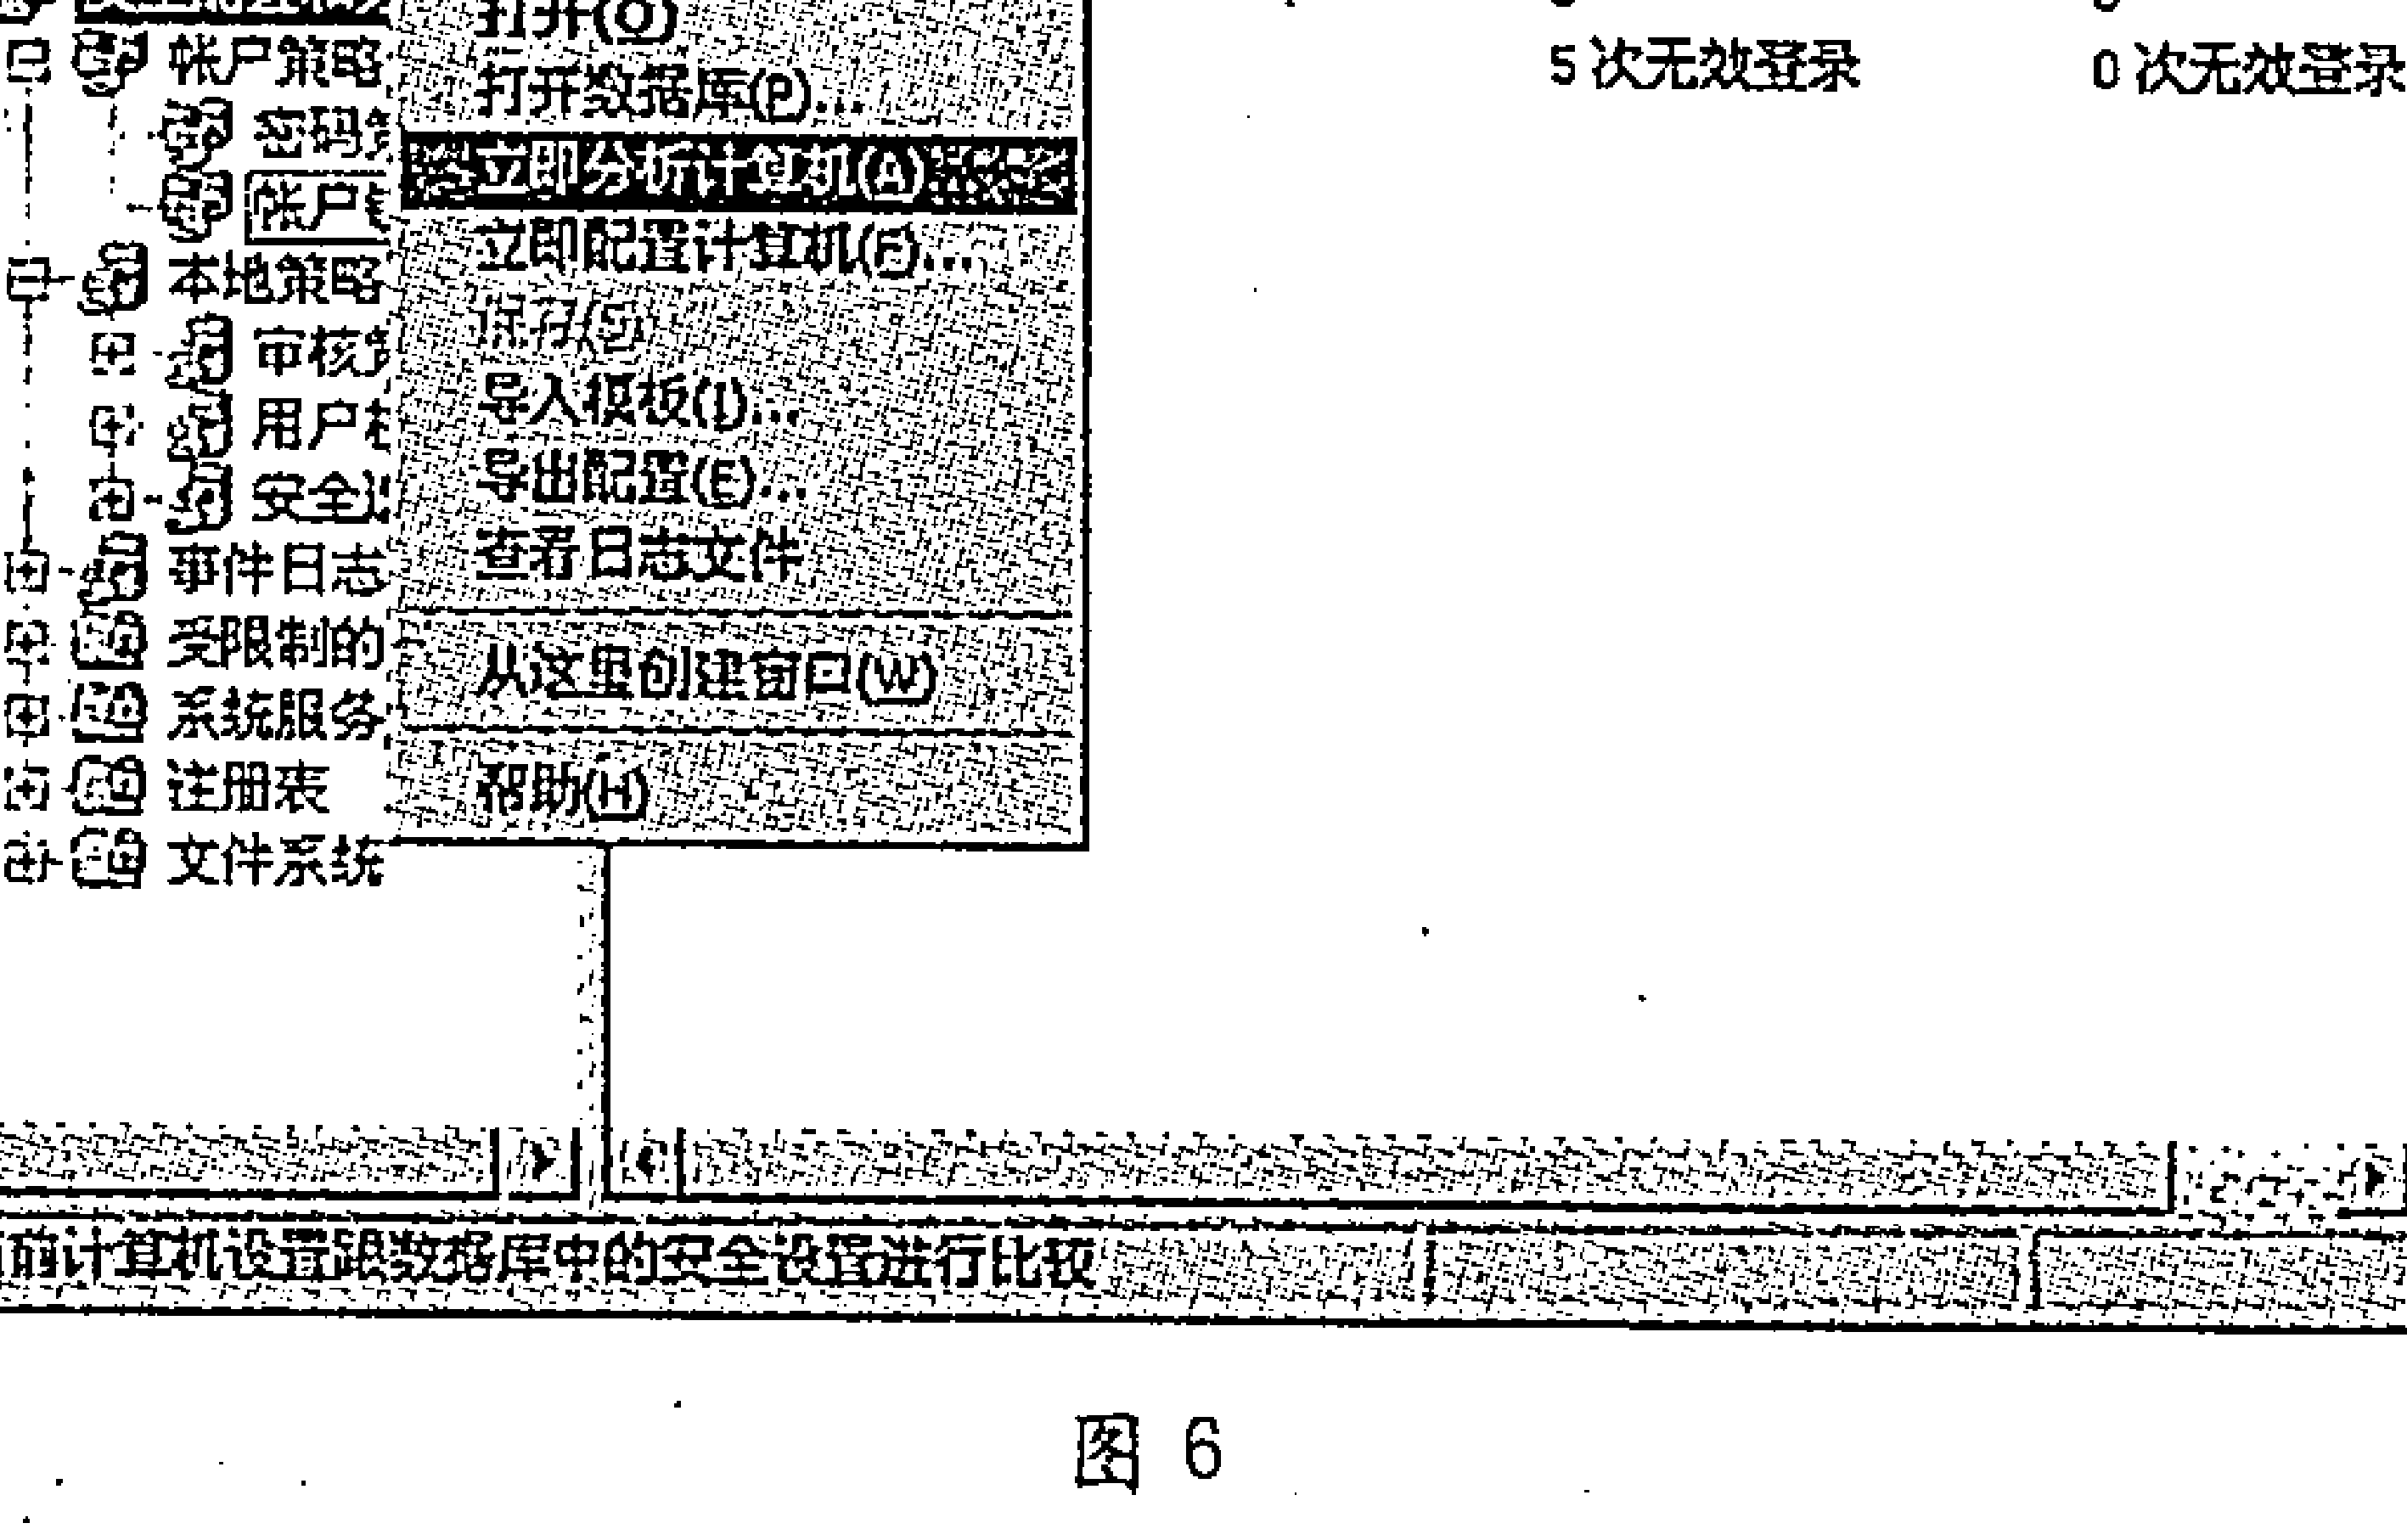 帐户策略
密码
帐户
本地策略
审核
用户
安全
事件日志
受限制的
系统服务
注册表
文件系统
打开(O)
打开数据库(P)...
立即分析计算机(A)
立即配置计算机(F)...
保存(S)
导入模板(I)...
导出配置(E)...
查看日志文件
从这里创建窗口(W)
帮助(H)
5 次无效登录
0 次无效登录
前计算机设置跟数据库中的安全设置进行比较
图 6